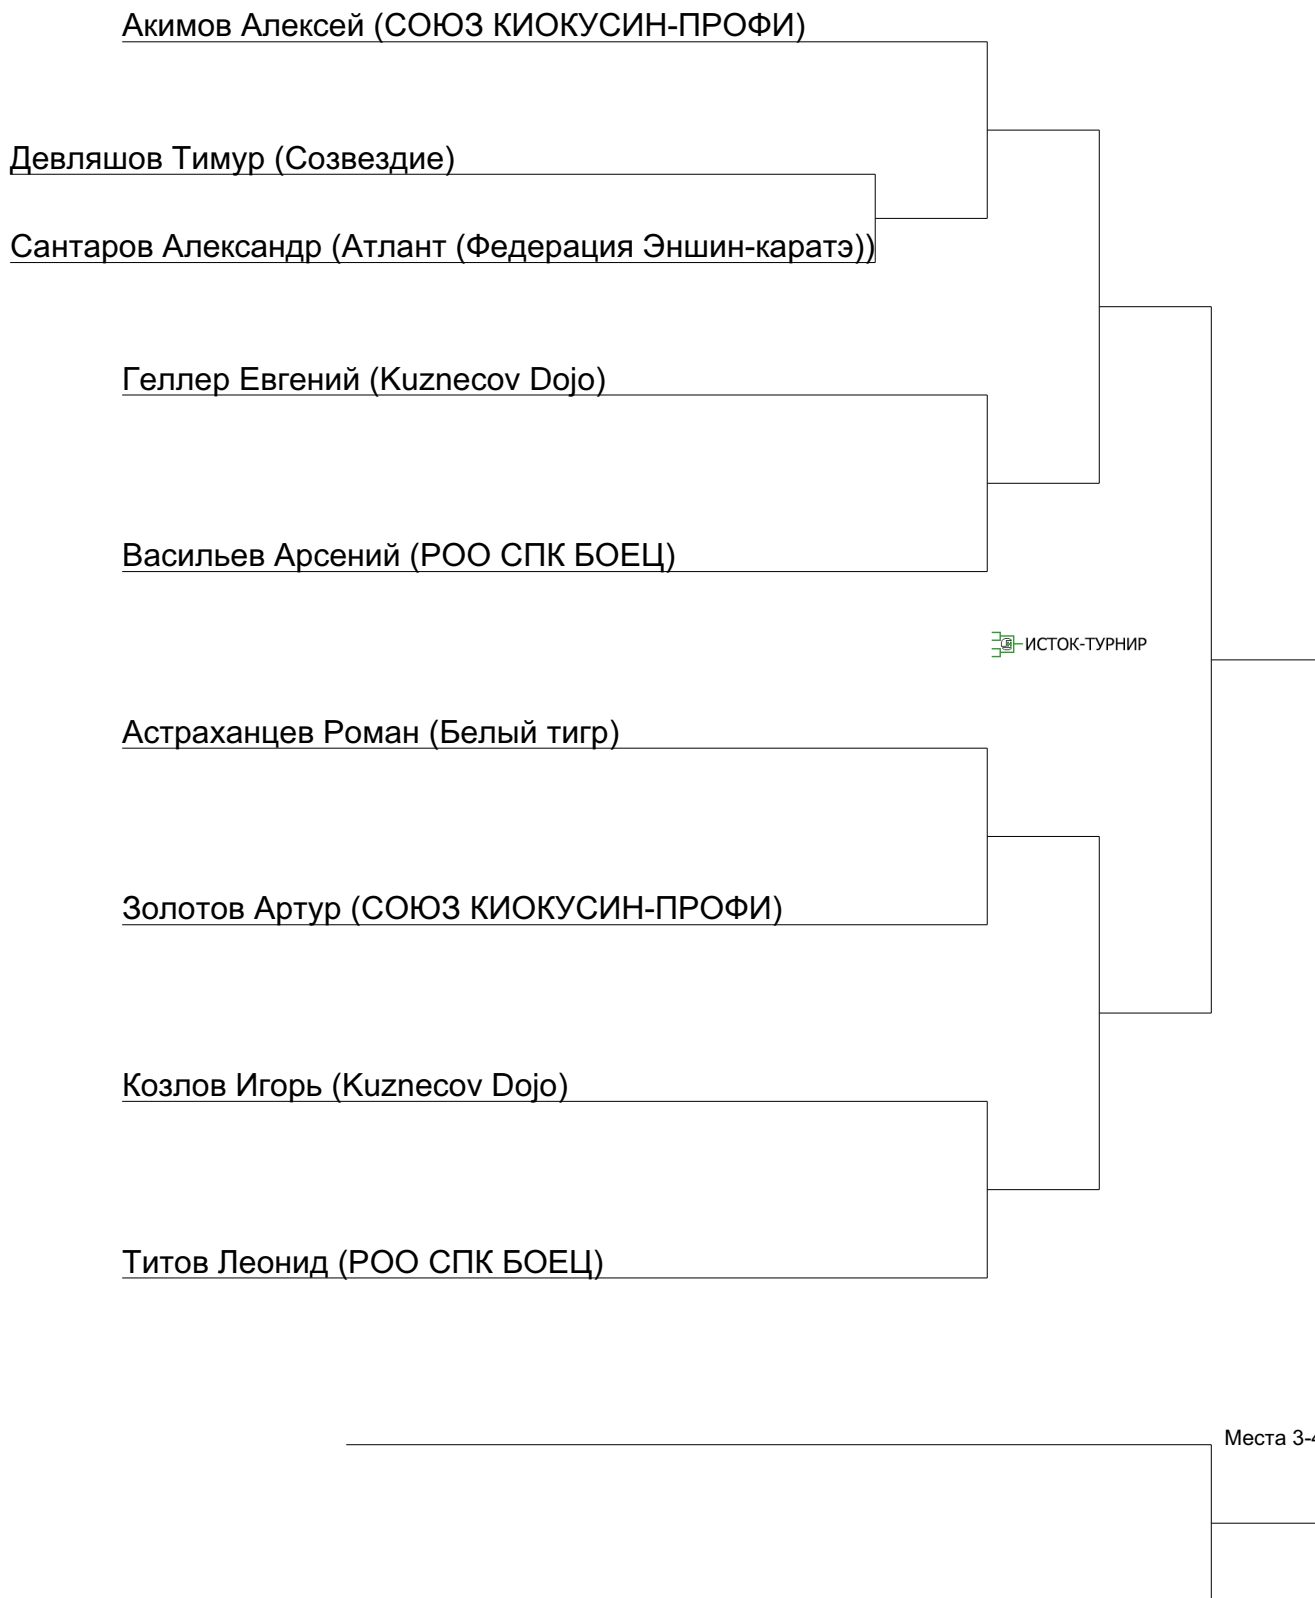 Акимов Алексей (СОЮЗ КИОКУСИН-ПРОФИ)
Девляшов Тимур (Созвездие)
Сантаров Александр (Атлант (Федерация Эншин-каратэ))
Геллер Евгений (Kuznecov Dojo)
Васильев Арсений (РОО СПК БОЕЦ)
ИСТОК-ТУРНИР
Астраханцев Роман (Белый тигр)
Золотов Артур (СОЮЗ КИОКУСИН-ПРОФИ)
Козлов Игорь (Kuznecov Dojo)
Титов Леонид (РОО СПК БОЕЦ)
Места 3-4